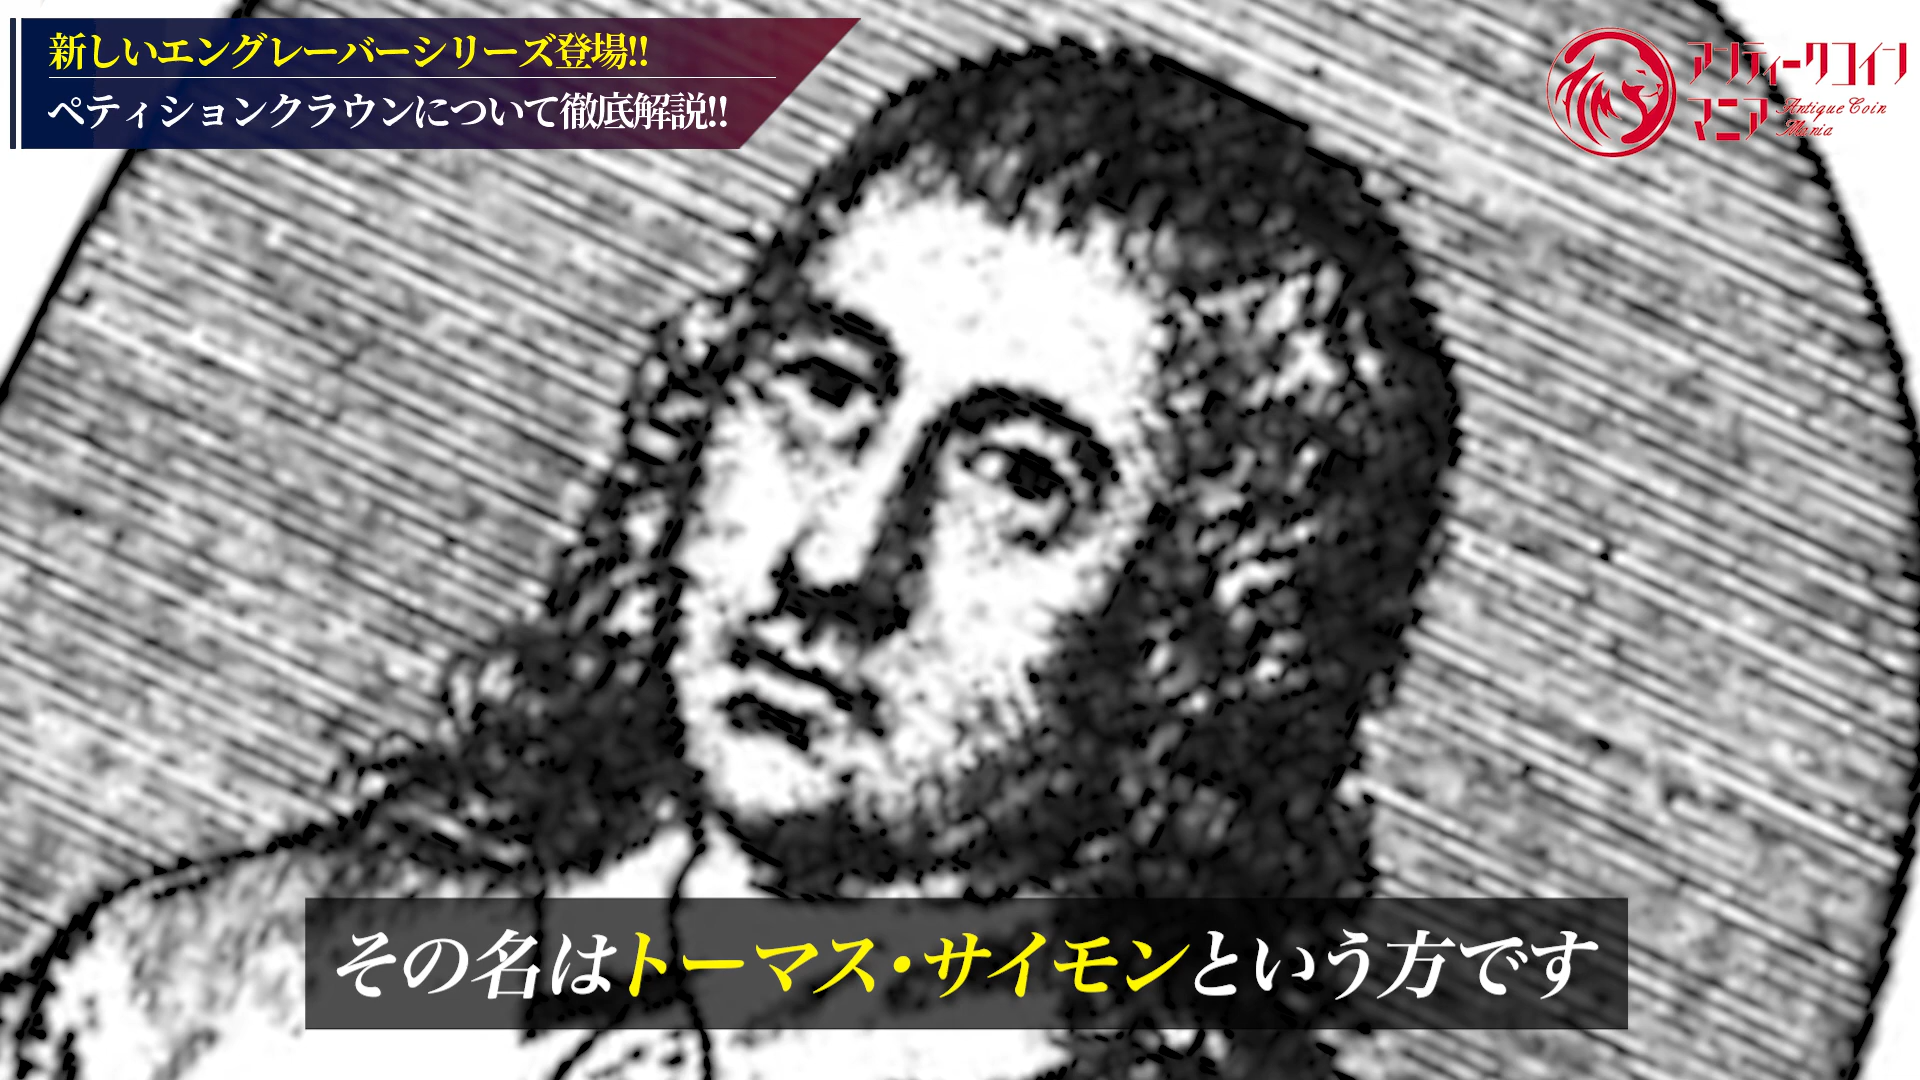 新しいエングレーバーシリーズ登場!!
ペティションクラウンについて徹底解説!!
アンティークコイン
マニア
Antique Coin
Mania
その名はトーマス・サイモンという方です